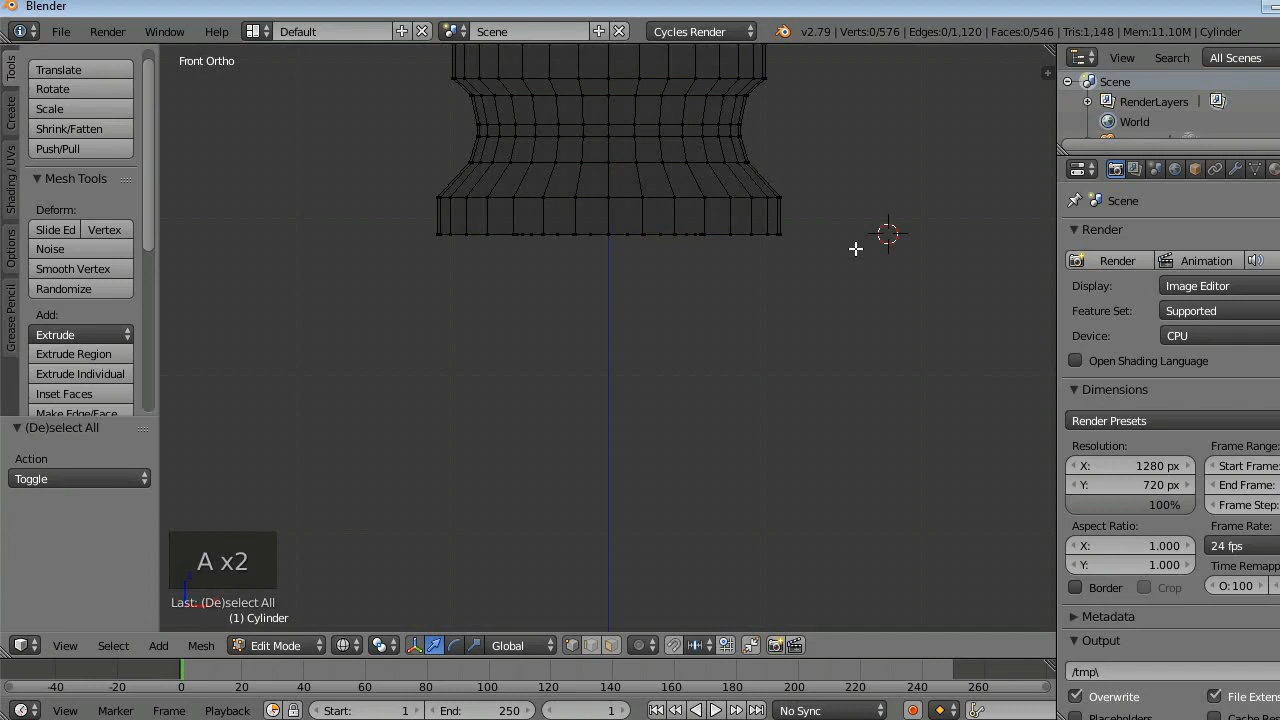 Blender
File Render Window Help Default Scene Cycles Render v2.79 | Verts:0/576 | Edges:0/1,120 | Faces:0/546 | Tris:1,148 | Mem:11.10M | Cylinder
Tools
Create
Shading / UVs
Options
Grease Pencil
Translate
Rotate
Scale
Shrink/Fatten
Push/Pull
Mesh Tools
Deform:
Slide Ed Vertex
Noise
Smooth Vertex
Randomize
Add:
Extrude
Extrude Region
Extrude Individual
Inset Faces
Make Edge/Face
(De)select All
Action
Toggle
Front Ortho
A x2
Last: (De)select All
(1) Cylinder
View Select Add Mesh Edit Mode Global
View Search All Scenes
Scene
RenderLayers
World
Scene
Render
Render Animation
Display: Image Editor
Feature Set: Supported
Device: CPU
Open Shading Language
Dimensions
Render Presets
Resolution: Frame Range:
X: 1280 px Start Frame:
Y: 720 px End Frame:
100% Frame Step:
Aspect Ratio: Frame Rate:
X: 1.000 24 fps
Y: 1.000 Time Remapp
Border Crop O:100
Metadata
Output
/tmp\
Overwrite File Exten
Placeholders
-40 -20 0 20 40 60 80 100 120 140 160 180 200 220 240 260
View Marker Frame Playback Start: 1 End: 250 1 No Sync